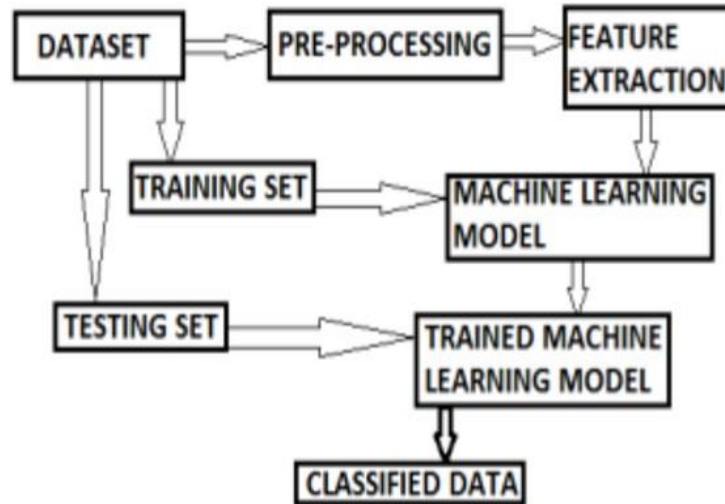 DATASET
PRE-PROCESSING
FEATURE
EXTRACTION
TRAINING SET
MACHINE LEARNING
MODEL
TESTING SET
TRAINED MACHINE
LEARNING MODEL
CLASSIFIED DATA